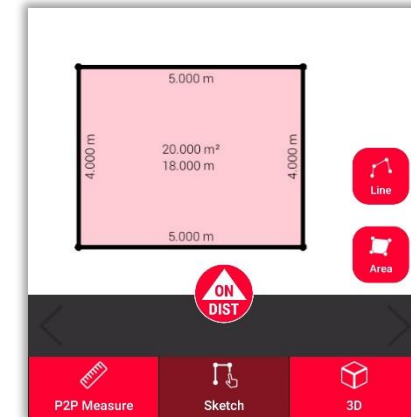 5.000 m
4.000 m
20.000 m²
18.000 m
4.000 m
5.000 m
Line
Area
ON
DIST
P2P Measure
Sketch
3D